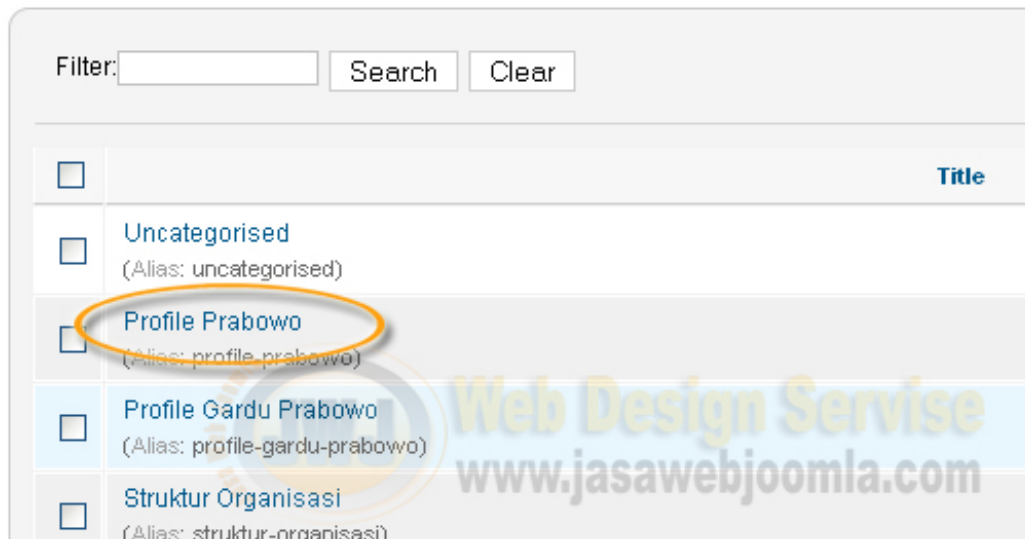 Filter: Search Clear
Title
Uncategorised
(Alias: uncategorised)
Profile Prabowo
(Alias: profile-prabowo)
Profile Gardu Prabowo
(Alias: profile-gardu-prabowo)
JWJ Web Design Servise
www.jasawebjoomla.com
Struktur Organisasi
(Alias: struktur-organisasi)